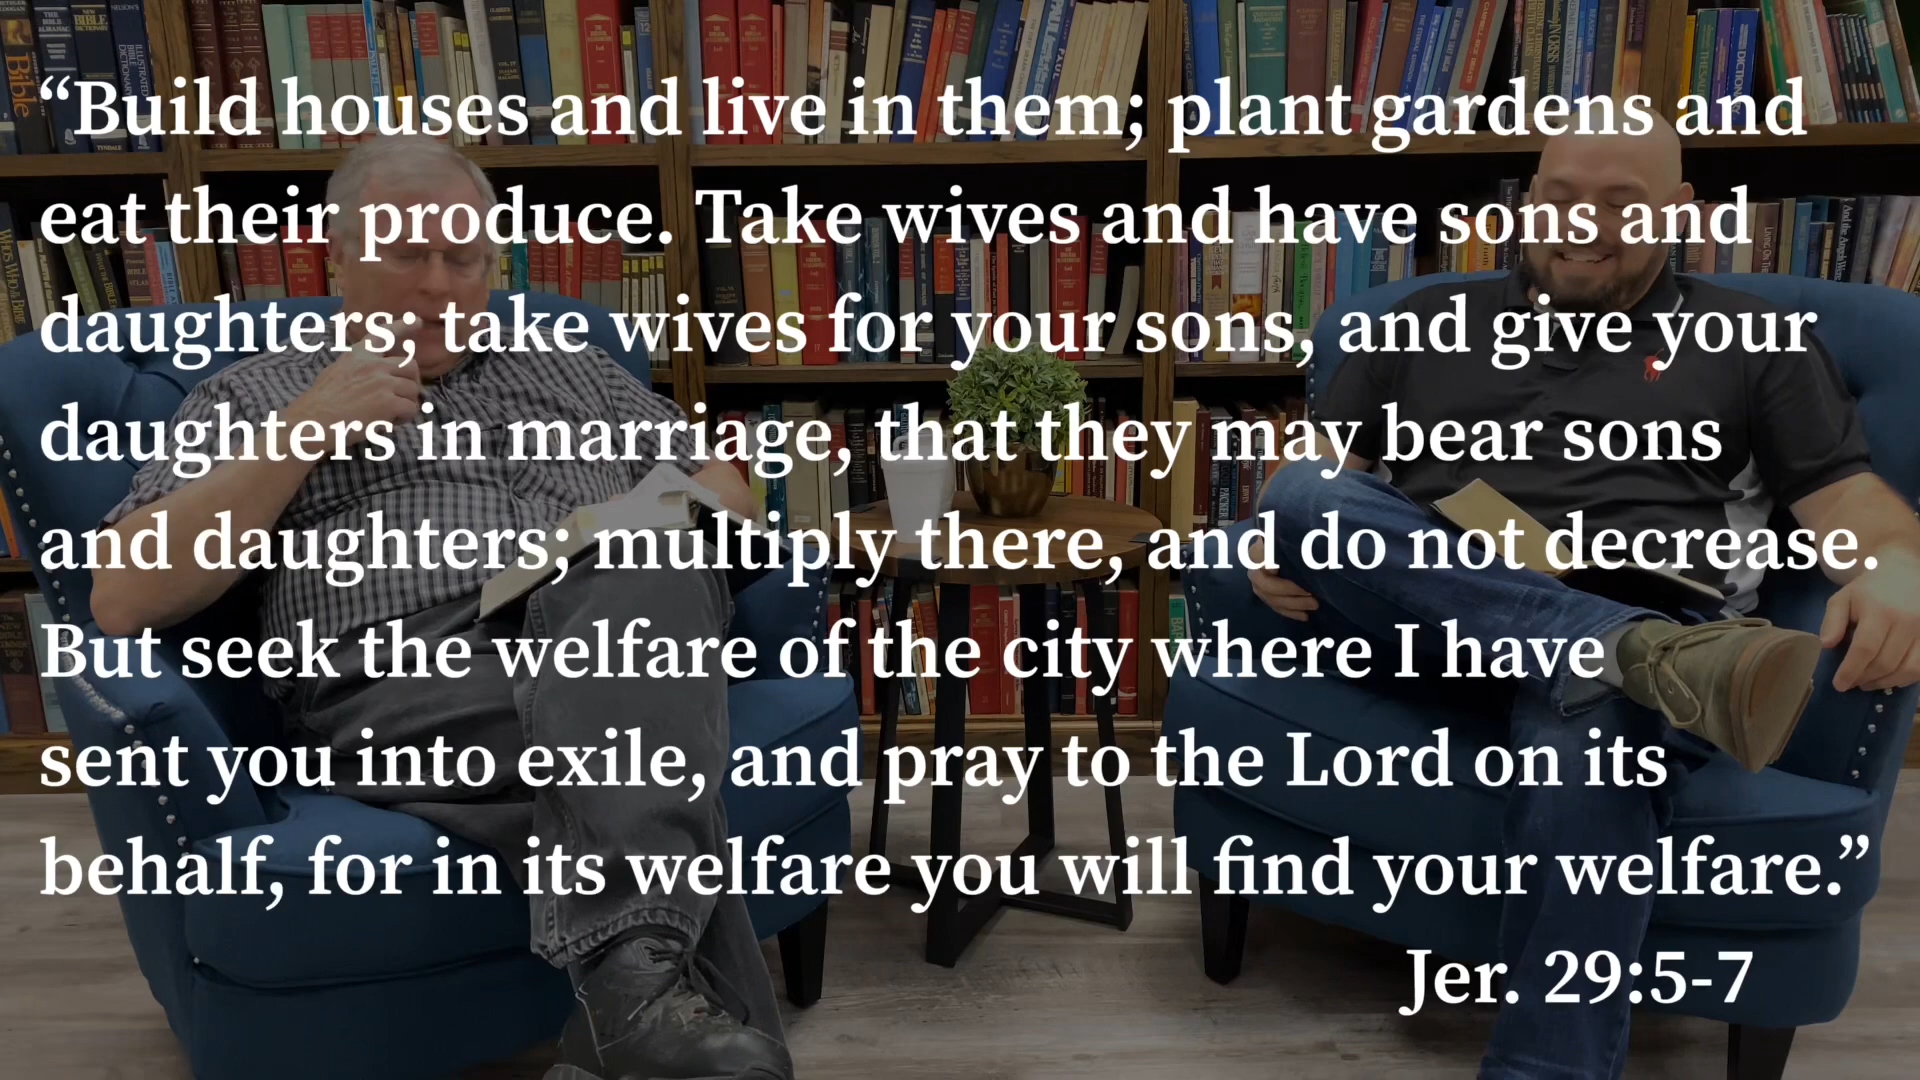 “Build houses and live in them; plant gardens and
eat their produce. Take wives and have sons and
daughters; take wives for your sons, and give your
daughters in marriage, that they may bear sons
and daughters; multiply there, and do not decrease.
But seek the welfare of the city where I have
sent you into exile, and pray to the Lord on its
behalf, for in its welfare you will find your welfare.”
Jer. 29:5-7